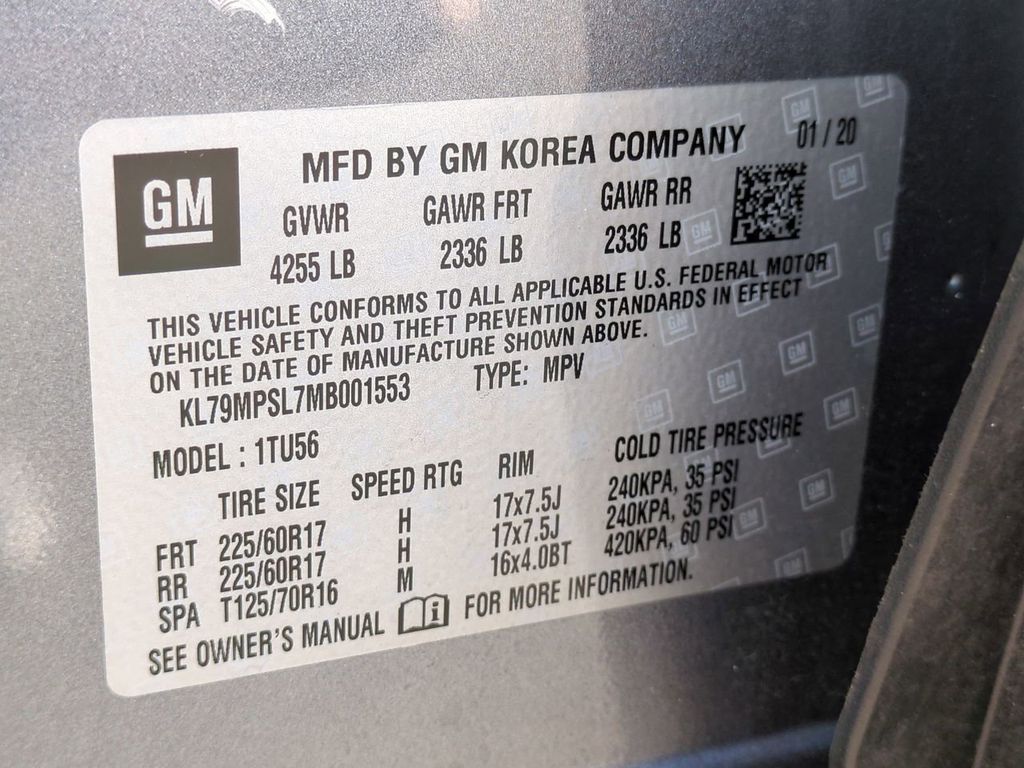 MFD BY GM KOREA COMPANY 01 / 20
GM
GVWR GAWR FRT GAWR RR
4255 LB 2336 LB 2336 LB
THIS VEHICLE CONFORMS TO ALL APPLICABLE U.S. FEDERAL MOTOR
VEHICLE SAFETY AND THEFT PREVENTION STANDARDS IN EFFECT
ON THE DATE OF MANUFACTURE SHOWN ABOVE.
KL79MPSL7MB001553 TYPE: MPV
MODEL : 1TU56
TIRE SIZE SPEED RTG RIM COLD TIRE PRESSURE
FRT 225/60R17 H 17x7.5J 240KPA, 35 PSI
RR 225/60R17 H 17x7.5J 240KPA, 35 PSI
SPA T125/70R16 M 16x4.0BT 420KPA, 60 PSI
SEE OWNER'S MANUAL FOR MORE INFORMATION.